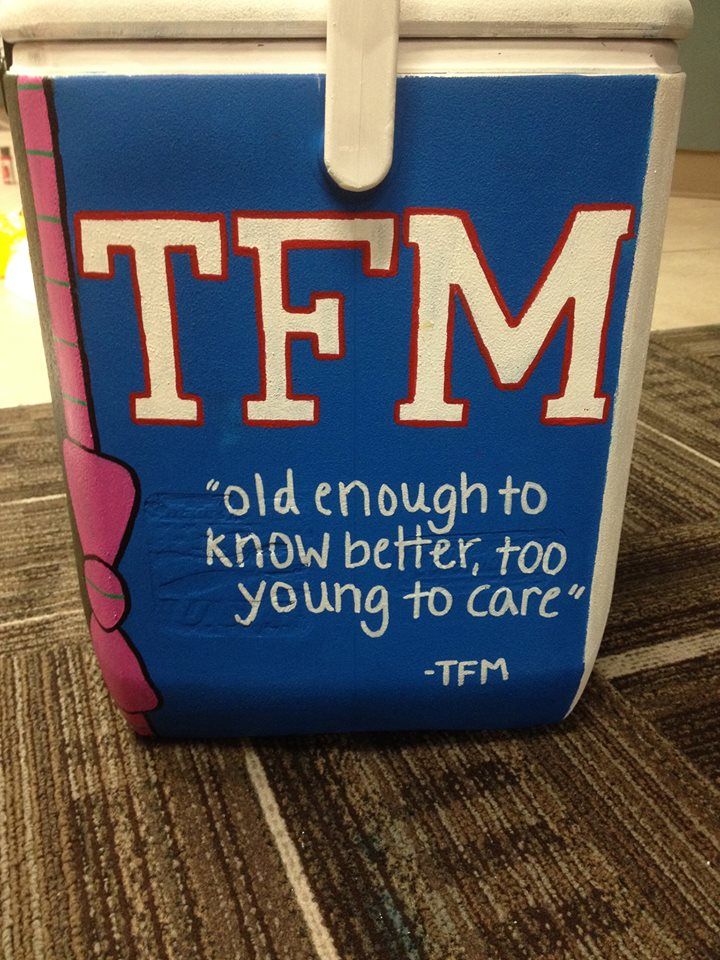 TFM
"old enough to
know better, too
young to care"
-TFM